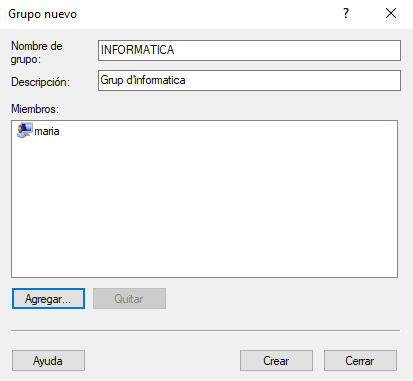 Grupo nuevo
?
Nombre de
grupo:
INFORMATICA
Descripción:
Grup d'informatica
Miembros:
maria
Agregar...
Quitar
Ayuda
Crear
Cerrar